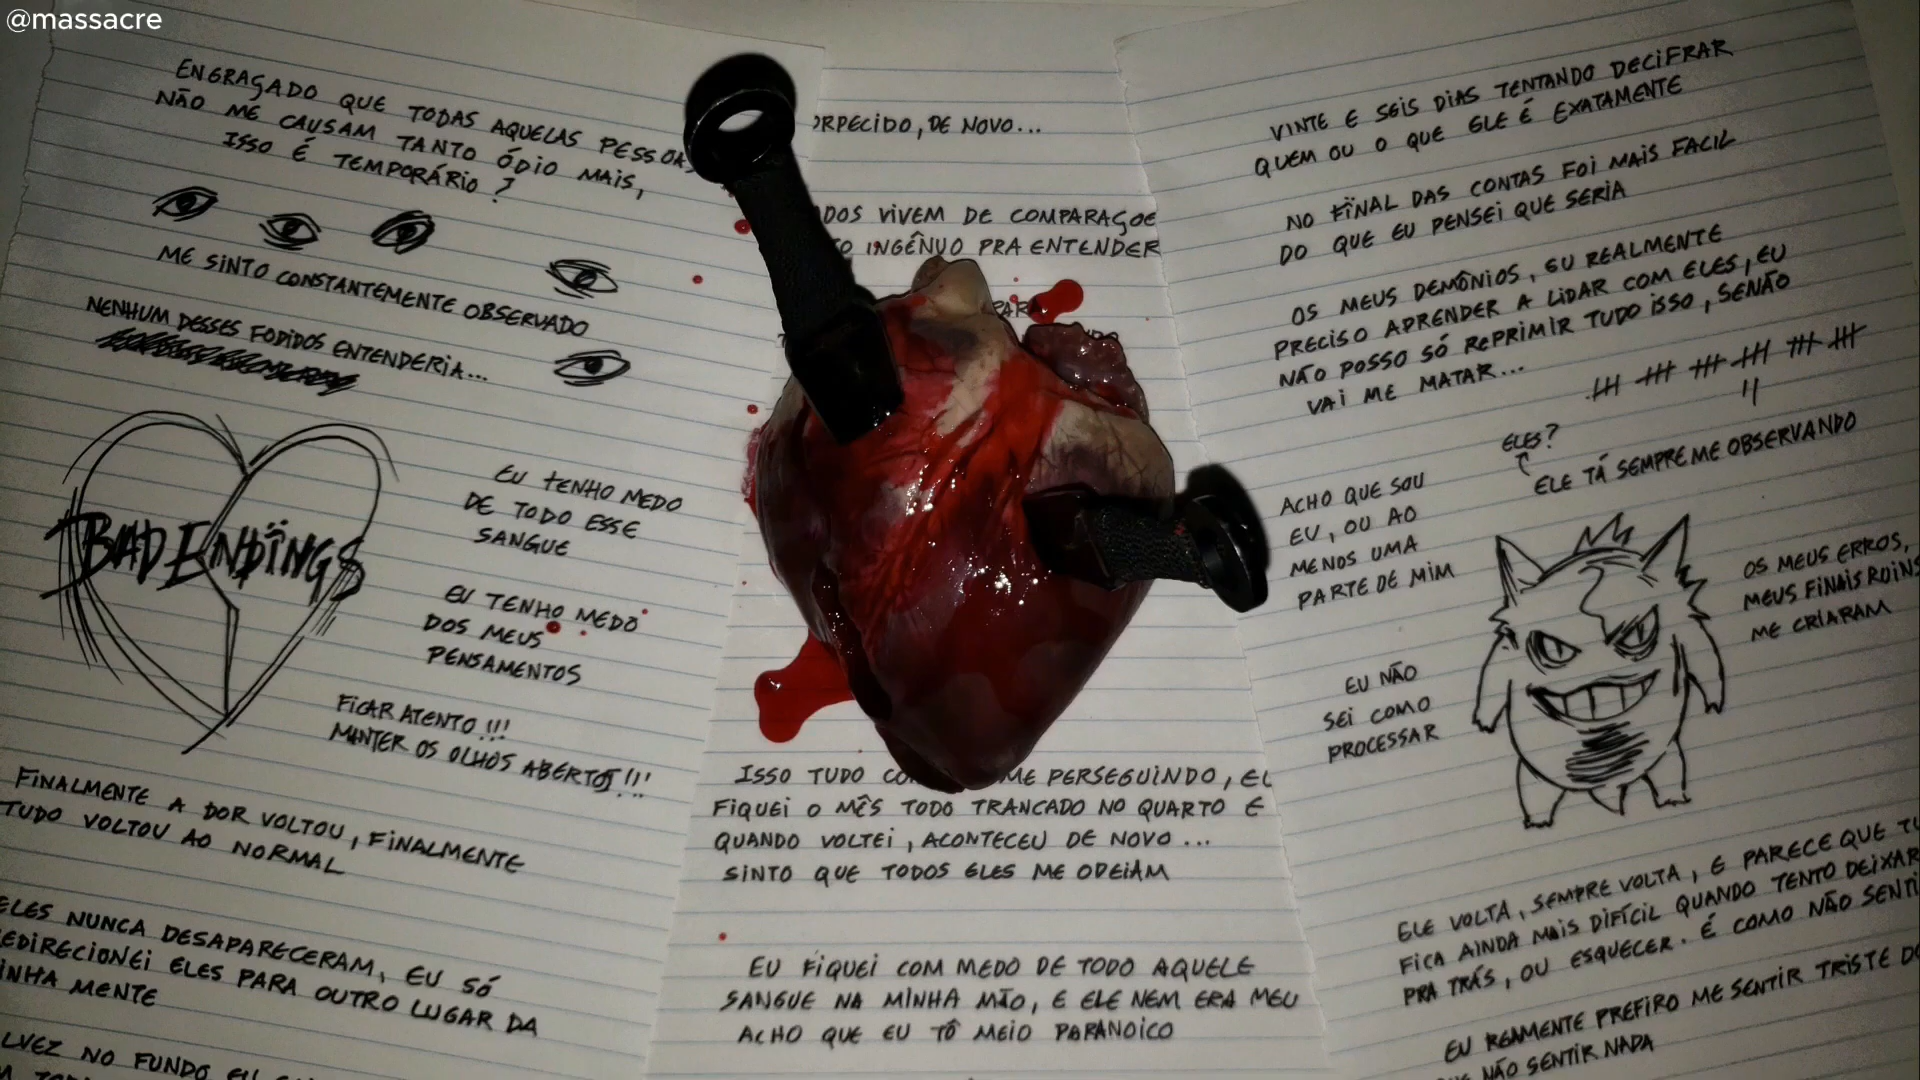 @massacre
ENGRAÇADO QUE TODAS AQUELAS PESSOAS
NÃO ME CAUSAM TANTO ÓDIO MAIS,
ISSO É TEMPORÁRIO?
ME SINTO CONSTANTEMENTE OBSERVADO
NENHUM DESSES FODIDOS ENTENDERIA...
BAD ENDINGS
EU TENHO MEDO
DE TODO ESSE
SANGUE
EU TENHO MEDO
DOS MEUS
PENSAMENTOS
FICAR ATENTO !!!
MANTER OS OLHOS ABERTOS!!!
FINALMENTE A DOR VOLTOU, FINALMENTE
TUDO VOLTOU AO NORMAL
ELES NUNCA DESAPARECERAM, EU SÓ
REDIRECIONEI ELES PARA OUTRO LUGAR DA
MINHA MENTE
NO FUNDO EU
ORPECIDO, DE NOVO...
DOS VIVEM DE COMPARAÇOE
INGÊNUO PRA ENTENDER
PARA
ISSO TUDO ME PERSEGUINDO, EU
FIQUEI O MÊS TODO TRANCADO NO QUARTO E
QUANDO VOLTEI, ACONTECEU DE NOVO...
SINTO QUE TODOS ELES ME ODEIAM
EU FIQUEI COM MEDO DE TODO AQUELE
SANGUE NA MINHA MÃO, E ELE NEM ERA MEU
ACHO QUE EU TÔ MEIO PARANOICO
VINTE E SEIS DIAS TENTANDO DECIFRAR
QUEM OU O QUE ELE É EXATAMENTE
NO FINAL DAS CONTAS FOI MAIS FACIL
DO QUE EU PENSEI QUE SERIA
OS MEUS DEMÔNIOS, EU REALMENTE
PRECISO APRENDER A LIDAR COM ELES, EU
NÃO POSSO SÓ REPRIMIR TUDO ISSO, SENÃO
VAI ME MATAR...
ELES?
ELE TÁ SEMPRE ME OBSERVANDO
ACHO QUE SOU
EU, OU AO
MENOS UMA
PARTE DE MIM
OS MEUS ERROS,
MEUS FINAIS RUINS
ME CRIARAM
EU NÃO
SEI COMO
PROCESSAR
ELE VOLTA, SEMPRE VOLTA, E PARECE QUE TU
FICA AINDA MAIS DIFÍCIL QUANDO TENTO DEIXAR
PRA TRÁS, OU ESQUECER. É COMO NÃO SENTI
EU REAMENTE PREFIRO ME SENTIR TRISTE DO
NÃO SENTIR NADA